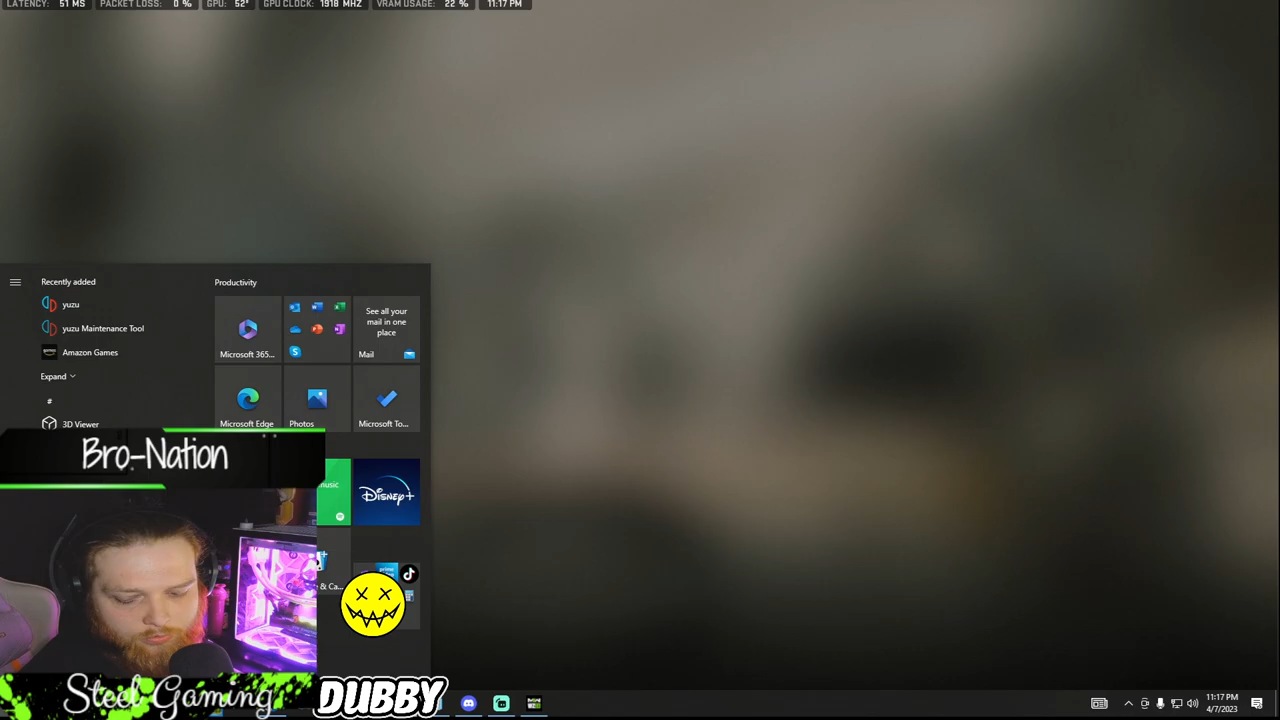 LATENCY: 51 MS PACKET LOSS: 0 % GPU: 52° GPU CLOCK: 1918 MHZ VRAM USAGE: 22 % 11:17 PM
Recently added
yuzu
yuzu Maintenance Tool
Amazon Games
Expand
#
3D Viewer
Productivity
Microsoft 365...
See all your mail in one place
Mail
Microsoft Edge
Photos
Microsoft To...
music
Disney+
e & Ca...
prime
Bro-Nation
Steel Gaming
DUBBY
11:17 PM
4/7/2023